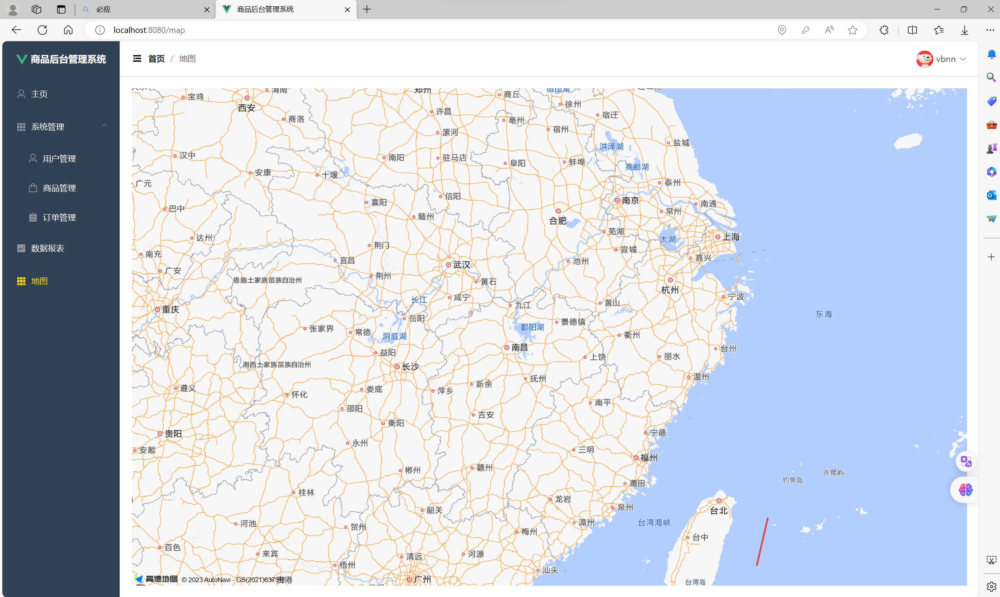 必应
商品后台管理系统
localhost:8080/map
商品后台管理系统
首页 / 地图
vbnn
主页
系统管理
用户管理
商品管理
订单管理
数据报表
地图
宝鸡
渭南
郑州
商丘
微山湖
徐州
西安
商洛
许昌
亳州
宿迁
宿州
漯河
洪泽湖
盐城
汉中
南阳
驻马店
阜阳
蚌埠
高邮湖
安康
十堰
广元
泰州
信阳
襄阳
南京
南通
巴中
随州
合肥
常州
达州
芜湖
上海
太湖
荆门
宣城
南充
宜昌
池州
嘉兴
广安
武汉
荆州
恩施土家族苗族自治州
黄石
杭州
咸宁
长江
黄山
宁波
九江
重庆
东海
岳阳
景德镇
张家界
常德
鄱阳湖
洞庭湖
衢州
南昌
台州
益阳
上饶
丽水
湘西土家族苗族自治州
长沙
温州
抚州
新余
遵义
娄底
萍乡
怀化
南平
邵阳
吉安
衡阳
宁德
贵阳
永州
安顺
三明
福州
郴州
赣州
赤尾屿
钓鱼岛
莆田
桂林
龙岩
泉州
韶关
台北
台湾海峡
漳州
河池
贺州
梅州
台中
百色
来宾
河源
清远
梧州
汕头
高德地图 © 2023 AutoNavi - GS(2021)6375号
贵港
广州
台湾岛